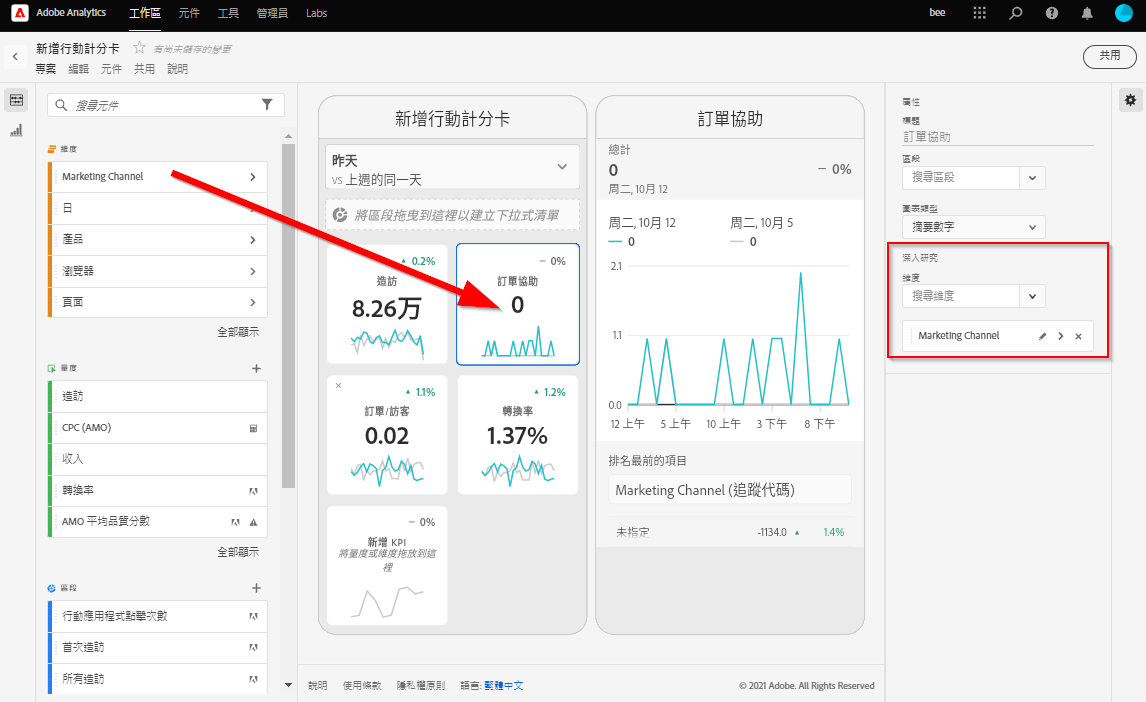 Adobe Analytics 工作區 元件 工具 管理員 Labs bee
新增行動計分卡 有尚未儲存的變更
專案 編輯 元件 共用 說明
共用
搜尋元件
維度
Marketing Channel
日
產品
瀏覽器
頁面
全部顯示
量度
造訪
CPC (AMO)
收入
轉換率
AMO 平均品質分數
全部顯示
區段
行動應用程式點擊次數
首次造訪
所有造訪
新增行動計分卡
昨天
VS 上週的同一天
將區段拖曳到這裡以建立下拉式清單
0.2%
造訪
8.26万
0%
訂單協助
0
1.1%
訂單/訪客
0.02
1.2%
轉換率
1.37%
0%
新增 KPI
將量度或維度拖放到這
裡
訂單協助
總計
0
0%
周二, 10月 12
周二, 10月 12 周二, 10月 5
0 0
2.1
1.1
0.0
12 上午 5 上午 10 上午 3 下午 8 下午
排名最前的項目
Marketing Channel (追蹤代碼)
未指定 -1134.0 1.4%
屬性
標題
訂單協助
區段
搜尋區段
圖表類型
摘要數字
深入研究
維度
搜尋維度
Marketing Channel
說明 使用條款 隱私權原則 語言: 繁體中文
© 2021 Adobe. All Rights Reserved